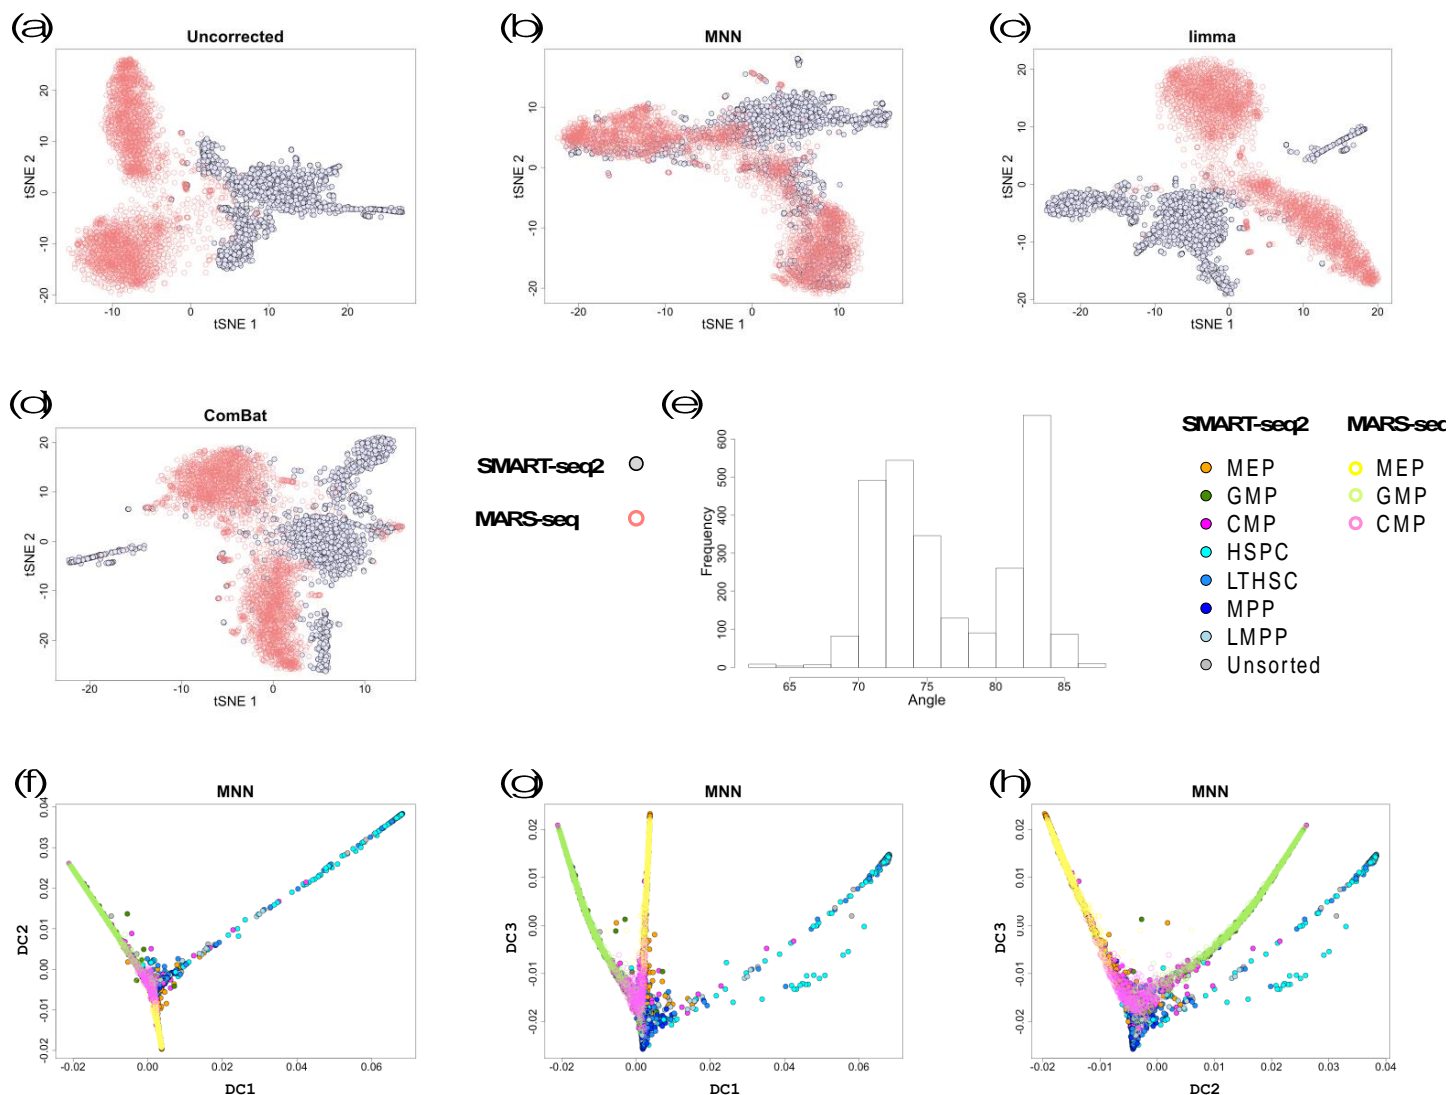 (a)
Uncorrected
20
10
0
-10
-20
tSNE 2
-10
0
10
20
tSNE 1
(b)
MNN
10
0
-10
-20
tSNE 2
-20
-10
0
10
tSNE 1
(c)
limma
20
10
0
-10
-20
tSNE 2
-20
-10
0
10
20
tSNE 1
(d)
ComBat
20
10
0
-10
-20
tSNE 2
-20
-10
0
10
tSNE 1
SMART-seq2
MARS-seq
(e)
600
500
400
300
200
100
0
Frequency
65
70
75
80
85
Angle
SMART-seq2
MARS-seq
MEP
MEP
GMP
GMP
CMP
CMP
HSPC
LTHSC
MPP
LMPP
Unsorted
(f)
MNN
0.04
0.03
0.02
0.01
0.00
-0.01
-0.02
DC2
-0.02
0.00
0.02
0.04
0.06
DC1
(g)
MNN
0.02
0.01
0.00
-0.01
-0.02
DC3
-0.02
0.00
0.02
0.04
0.06
DC1
(h)
MNN
0.02
0.01
0.00
-0.01
-0.02
DC3
-0.02
-0.01
0.00
0.01
0.02
0.03
0.04
DC2